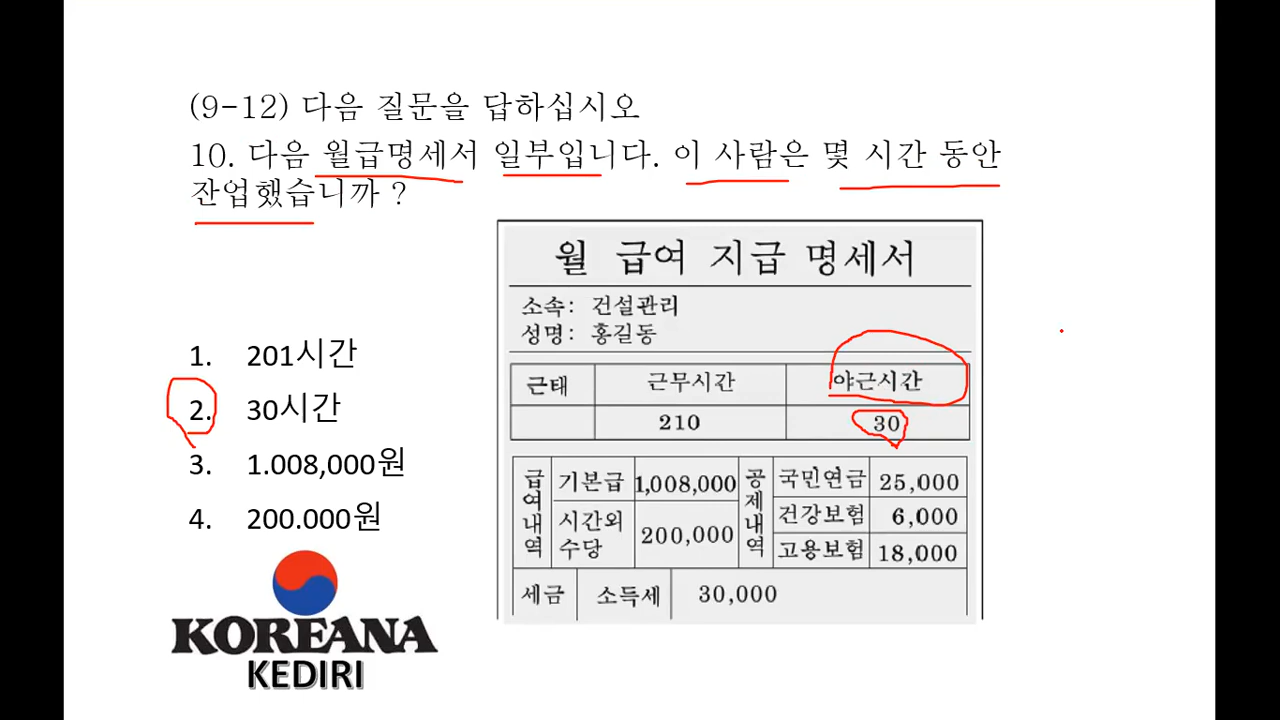 (9-12) 다음 질문을 답하십시오
10. 다음 월급명세서 일부입니다. 이 사람은 몇 시간 동안
잔업했습니까 ?
1. 201시간
2. 30시간
3. 1.008,000원
4. 200.000원
월 급여 지급 명세서
소속: 건설관리
성명: 홍길동
근태 근무시간 야근시간
210 30
급여내역 기본급 1,008,000 공제내역 국민연금 25,000
건강보험 6,000
시간외수당 200,000
고용보험 18,000
세금 소득세 30,000
KOREANA
KEDIRI